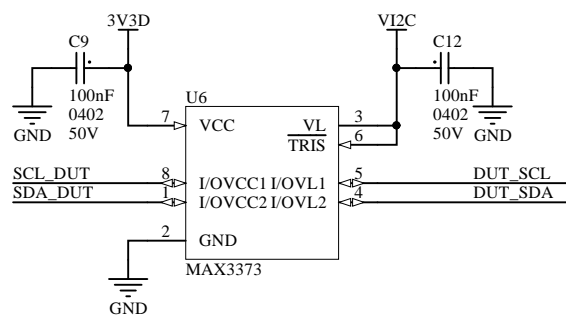 3V3D
VI2C
C9
C12
100nF
0402
50V
GND
100nF
0402
50V
GND
U6
7
VCC
VL
3
TRIS
6
SCL_DUT
8
I/OVCC1
I/OVL1
5
DUT_SCL
SDA_DUT
1
I/OVCC2
I/OVL2
4
DUT_SDA
2
GND
MAX3373
GND